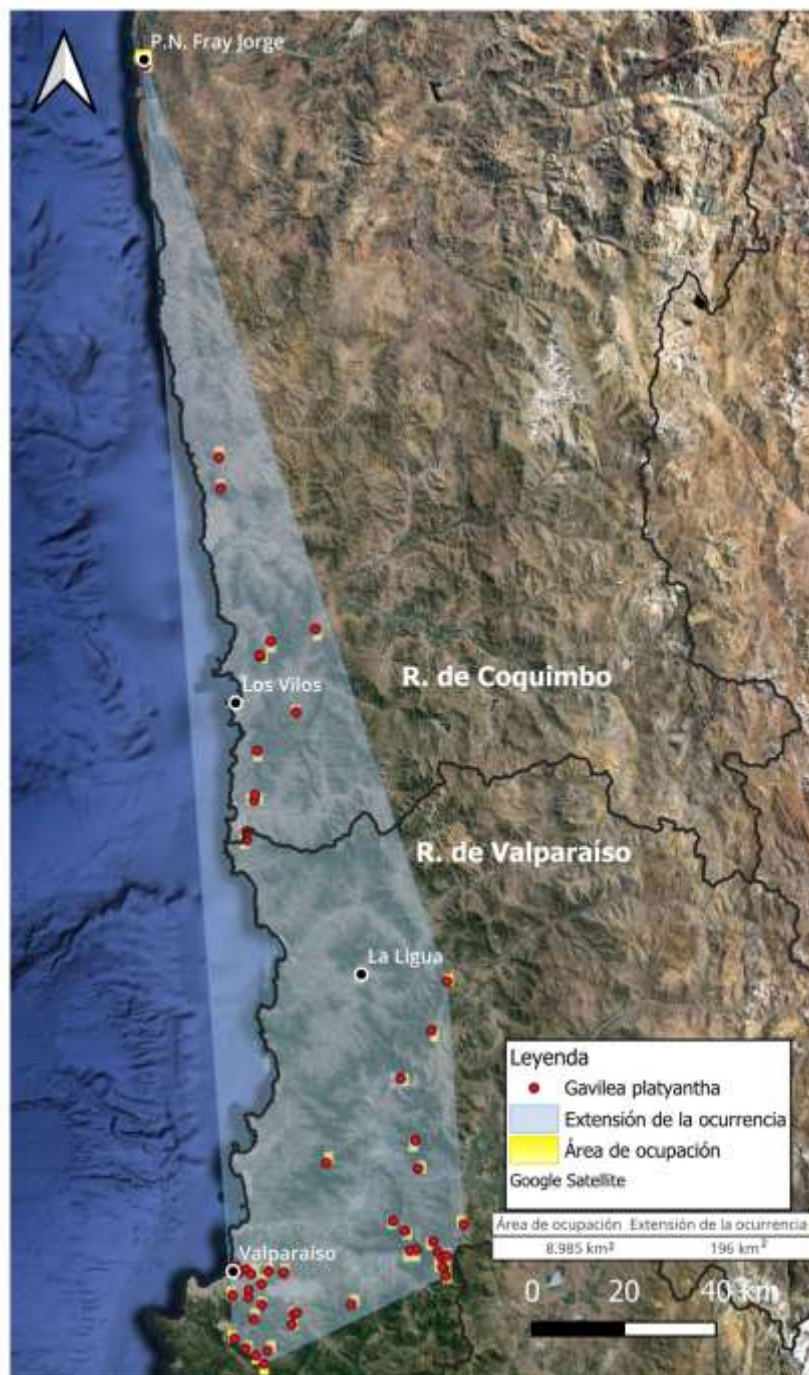 P.N. Fray Jorge
Los Vilos
R. de Coquimbo
R. de Valparaíso
La Ligua
Leyenda
Gavilea platyantha
Extensión de la ocurrencia
Área de ocupación
Google Satellite
Área de ocupación Extensión de la ocurrencia
8.985 km² 196 km²
Valparaíso
0 20 40 km